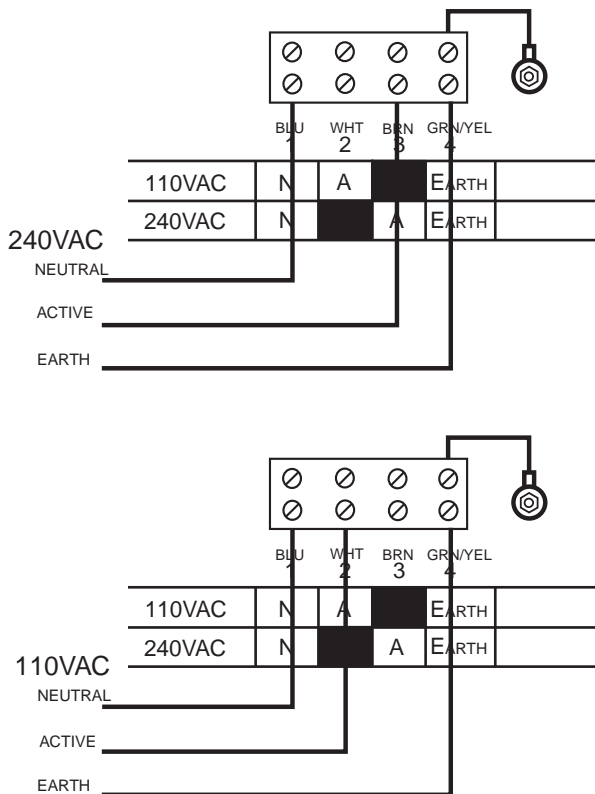 BLU WHT BRN GRN/YEL
1 2 3 4
110VAC N A EARTH
240VAC N A EARTH
240VAC
NEUTRAL
ACTIVE
EARTH
BLU WHT BRN GRN/YEL
1 2 3 4
110VAC N A EARTH
240VAC N A EARTH
110VAC
NEUTRAL
ACTIVE
EARTH